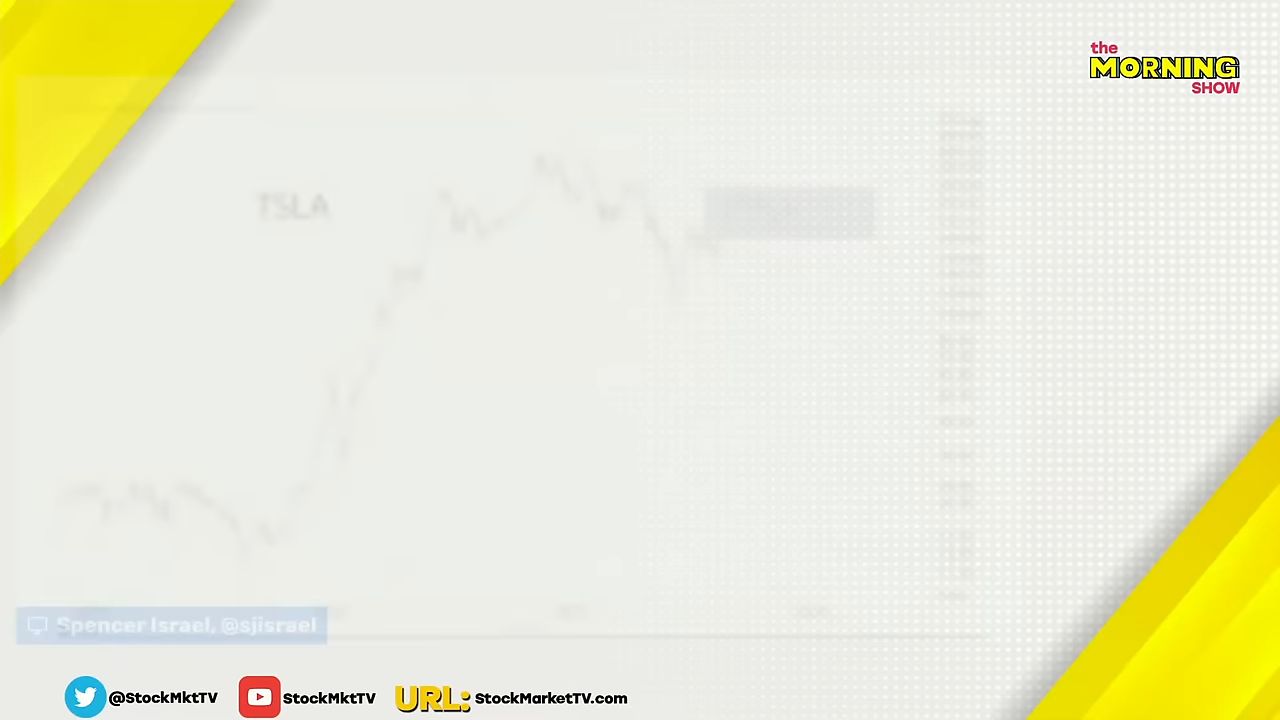 the
MORNING
SHOW
TSLA
Spencer Israel, @sjisrael
@StockMktTV
StockMktTV
URL: StockMarketTV.com